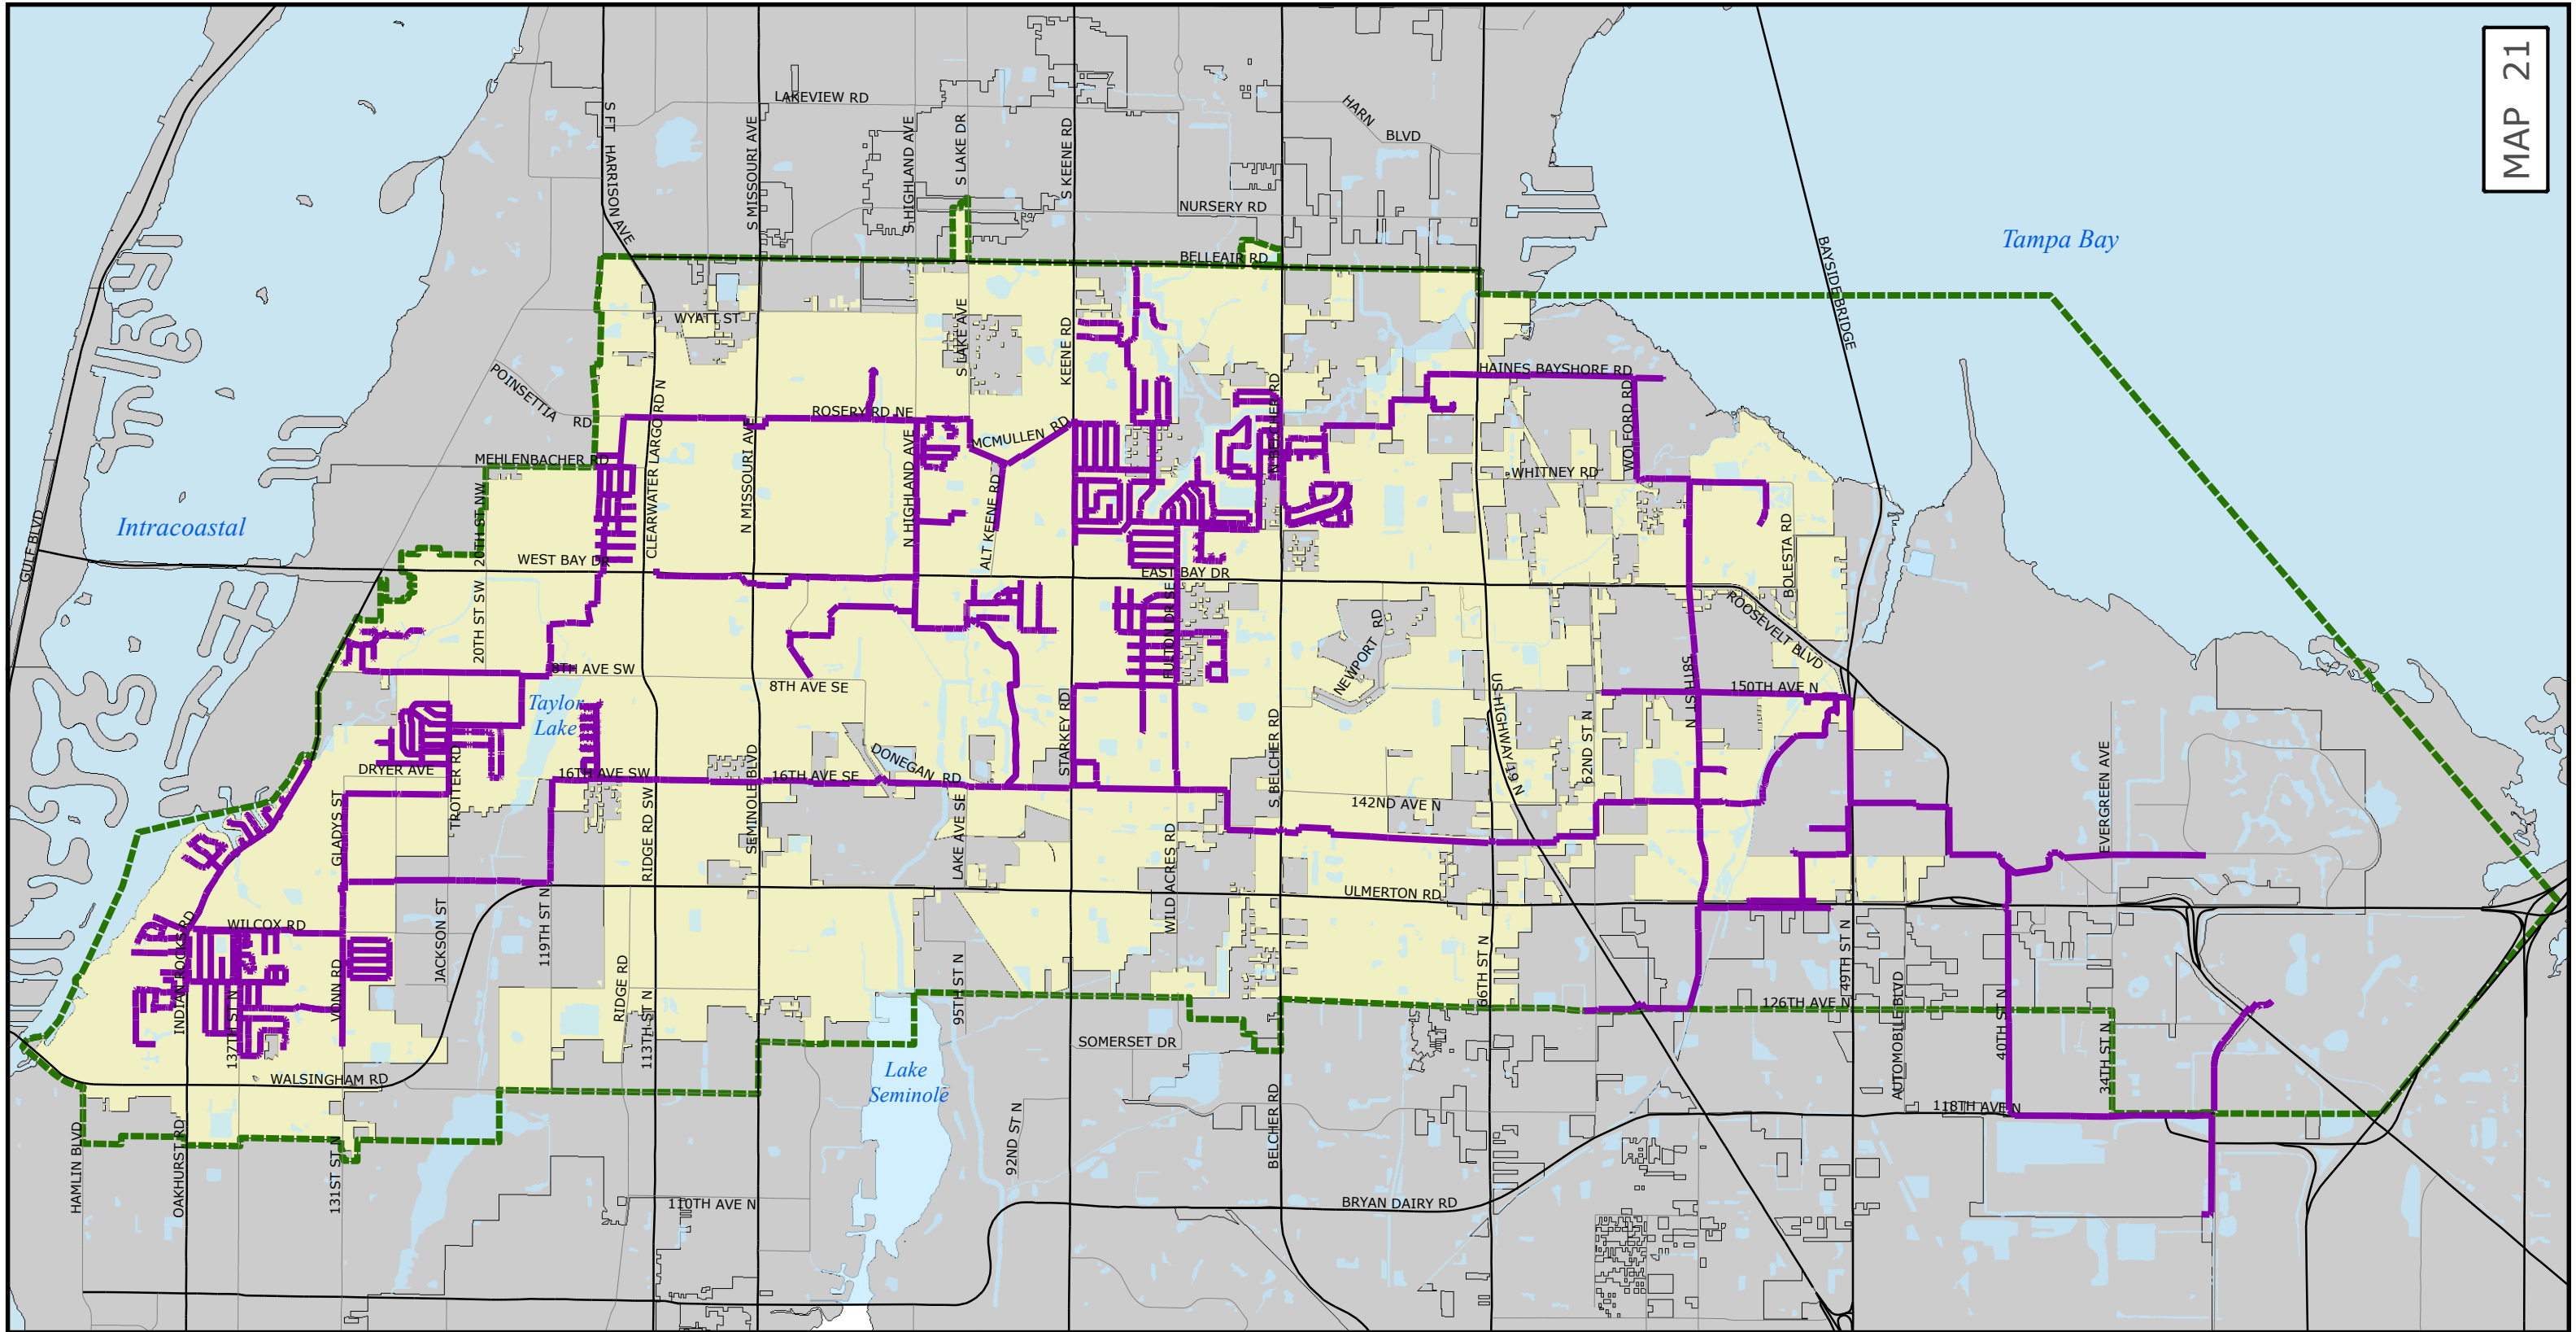 MAP 21
LAKEVIEW RD
HARN
BLVD
S FT HARRISON AVE
S MISSOURI AVE
S HIGHLAND AVE
S LAKE DR
S KEENE RD
NURSERY RD
BELLEAIR RD
BAYSIDE BRIDGE
Tampa Bay
WYATT ST
S LAKE AVE
KEENE RD
POINSETTIA
RD
HAINES BAYSHORE RD
WOLFORD RD
ROSERY RD NE
MCMULLEN RD
N BELCHER RD
MEHLENBACHER RD
CLEARWATER LARGO RD N
N MISSOURI AVE
N HIGHLAND AVE
ALT KEENE RD
WHITNEY RD
Intracoastal
GULF BLVD
20TH ST NW
WEST BAY DR
EAST BAY DR
BOLESTA RD
ROOSEVELT BLVD
20TH ST SW
FULTON DR SE
NEWPORT RD
8TH AVE SW
8TH AVE SE
58TH ST N
150TH AVE N
US HIGHWAY 19 N
62ND ST N
Taylor
Lake
STARKEY RD
S BELCHER RD
DONEGAN RD
DRYER AVE
TROTTER RD
16TH AVE SW
16TH AVE SE
SEMINOLE BLVD
142ND AVE N
EVERGREEN AVE
GLADYS ST
RIDGE RD SW
LAKE AVE SE
WILD ACRES RD
ULMERTON RD
WILCOX RD
INDIAN ROCKS RD
JACKSON ST
119TH ST N
VONN RD
137TH ST N
RIDGE RD
113TH ST N
95TH ST N
66TH ST N
49TH ST N
126TH AVE N
AUTOMOBILE BLVD
40TH ST N
34TH ST N
SOMERSET DR
Lake
Seminole
WALSINGHAM RD
118TH AVE N
HAMLIN BLVD
OAKHURST RD
131ST ST N
92ND ST N
BELCHER RD
110TH AVE N
BRYAN DAIRY RD